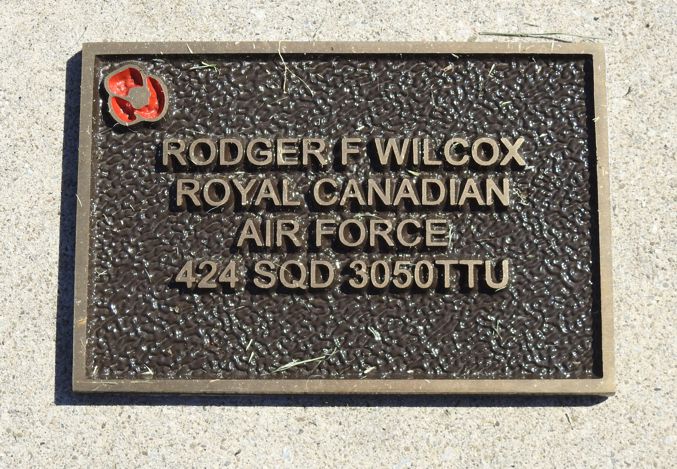 RODGER F WILCOX
ROYAL CANADIAN
AIR FORCE
424 SQD 3050TTU